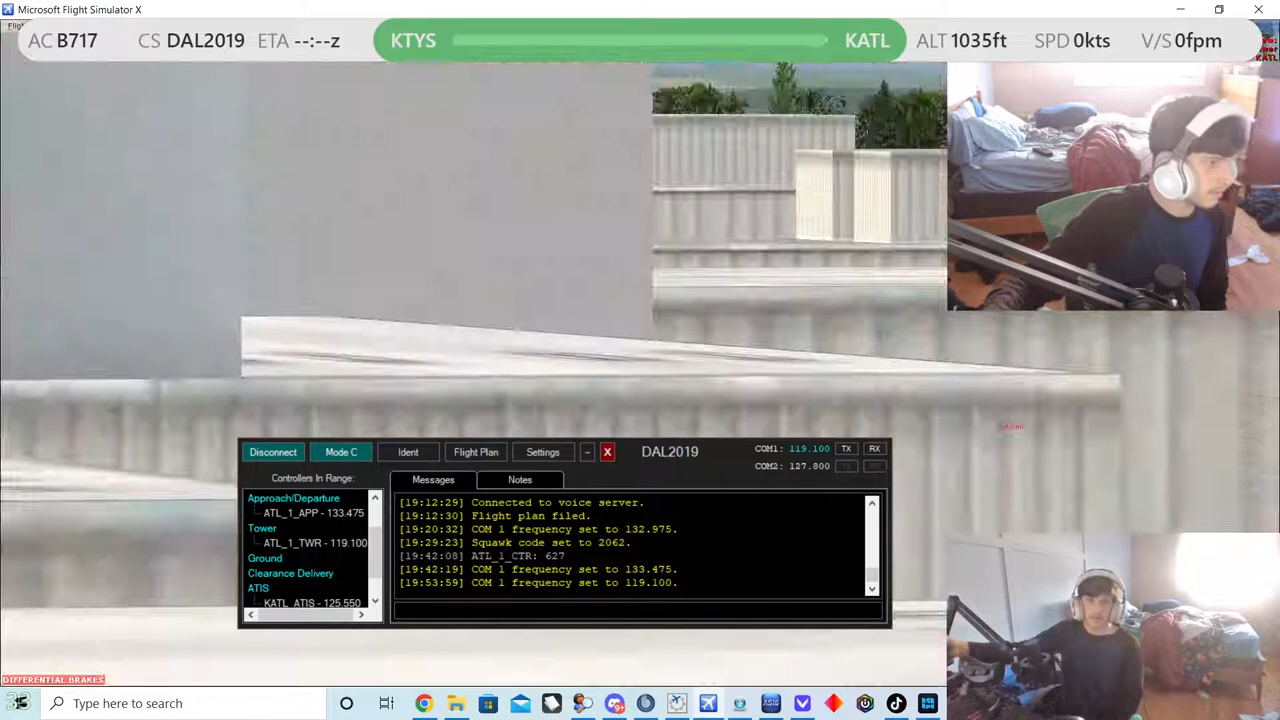 Microsoft Flight Simulator X
AC B717 CS DAL2019 ETA --:--z KTYS KATL ALT 1035ft SPD 0kts V/S 0fpm
KATL
Disconnect Mode C Ident Flight Plan Settings – X DAL2019 COM1: 119.100 TX RX
COM2: 127.800
Controllers In Range:
Approach/Departure
ATL_1_APP - 133.475
Tower
ATL_1_TWR - 119.100
Ground
Clearance Delivery
ATIS
KATL_ATIS - 125.550
Messages Notes
[19:12:29] Connected to voice server.
[19:12:30] Flight plan filed.
[19:20:32] COM 1 frequency set to 132.975.
[19:29:23] Squawk code set to 2062.
[19:42:08] ATL_1_CTR: 627
[19:42:19] COM 1 frequency set to 133.475.
[19:53:59] COM 1 frequency set to 119.100.
DIFFERENTIAL BRAKES
Type here to search